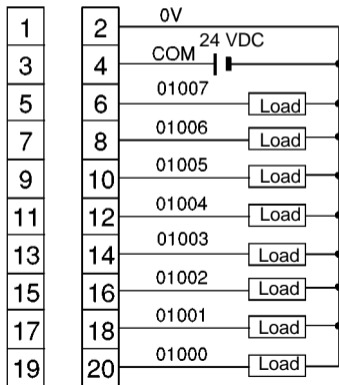 1 2 0V
24 VDC
3 4 COM
5 6 01007 Load
7 8 01006 Load
9 10 01005 Load
11 12 01004 Load
13 14 01003 Load
15 16 01002 Load
17 18 01001 Load
19 20 01000 Load